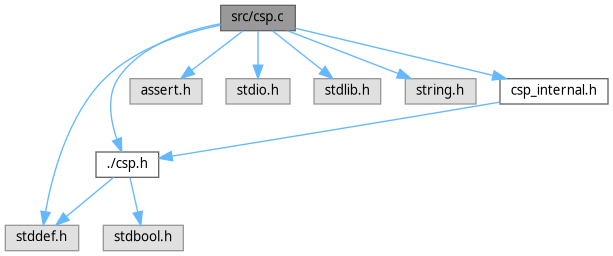 src/csp.c
assert.h
stdio.h
stdlib.h
string.h
csp_internal.h
./csp.h
stddef.h
stdbool.h